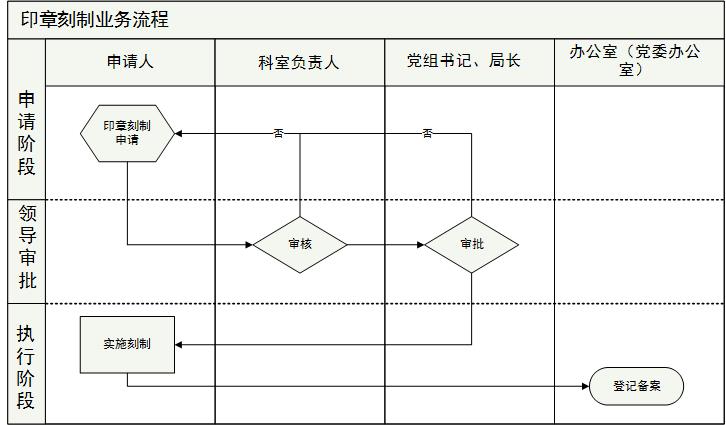 印章刻制业务流程
申请人
科室负责人
党组书记、局长
办公室（党委办公
室）
申请阶段
印章刻制
申请
否
否
领导审批
审核
审批
执行阶段
实施刻制
登记备案